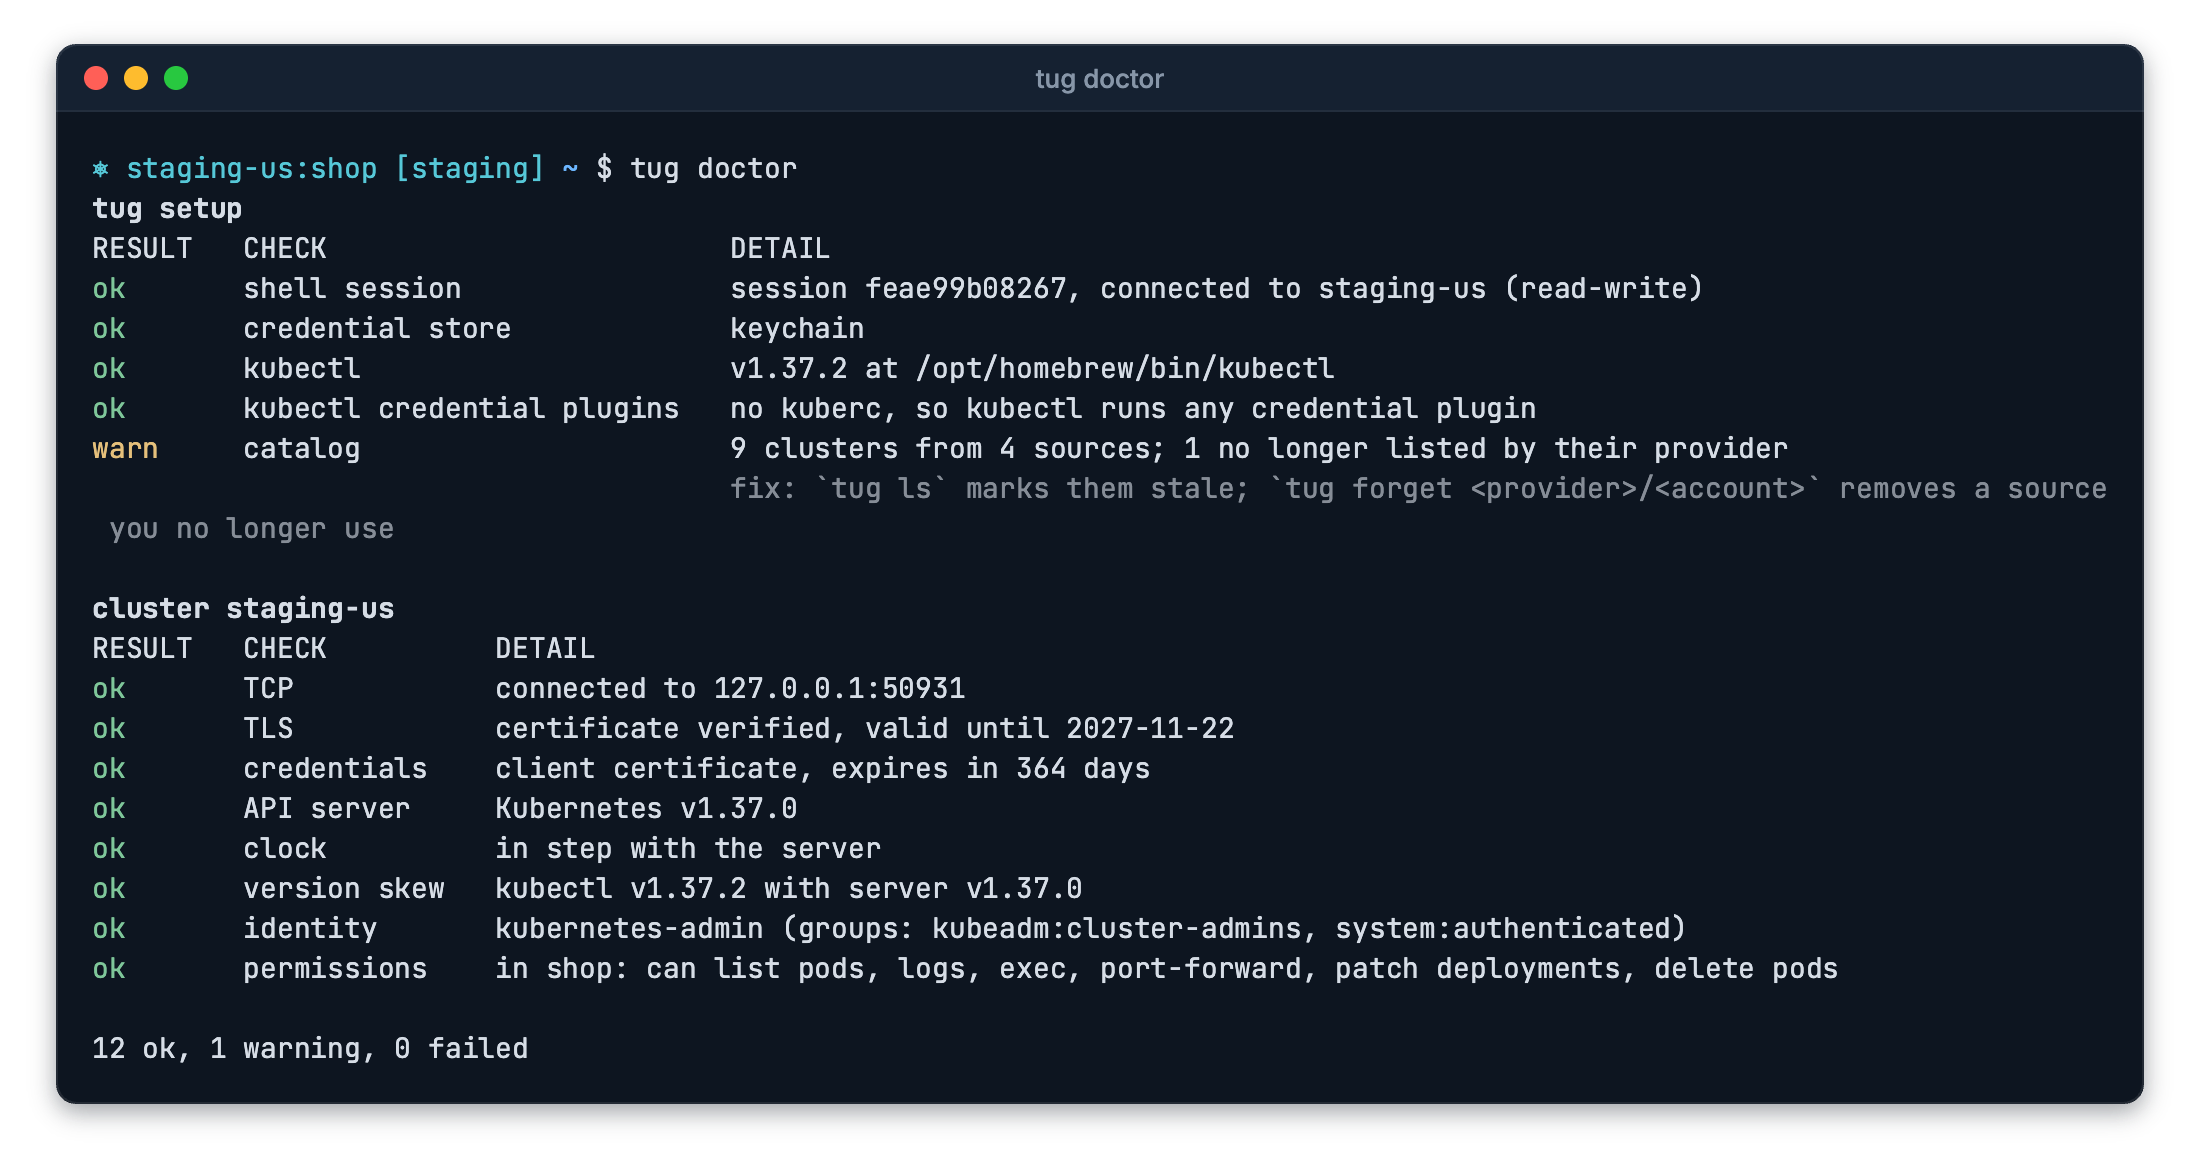 tug doctor
⎈ staging-us:shop [staging] ~ $ tug doctor
tug setup
RESULT   CHECK                        DETAIL
ok       shell session                session feae99b08267, connected to staging-us (read-write)
ok       credential store             keychain
ok       kubectl                      v1.37.2 at /opt/homebrew/bin/kubectl
ok       kubectl credential plugins   no kuberc, so kubectl runs any credential plugin
warn     catalog                      9 clusters from 4 sources; 1 no longer listed by their provider
                                      fix: `tug ls` marks them stale; `tug forget <provider>/<account>` removes a source
 you no longer use
cluster staging-us
RESULT   CHECK          DETAIL
ok       TCP            connected to 127.0.0.1:50931
ok       TLS            certificate verified, valid until 2027-11-22
ok       credentials    client certificate, expires in 364 days
ok       API server     Kubernetes v1.37.0
ok       clock          in step with the server
ok       version skew   kubectl v1.37.2 with server v1.37.0
ok       identity       kubernetes-admin (groups: kubeadm:cluster-admins, system:authenticated)
ok       permissions    in shop: can list pods, logs, exec, port-forward, patch deployments, delete pods
12 ok, 1 warning, 0 failed